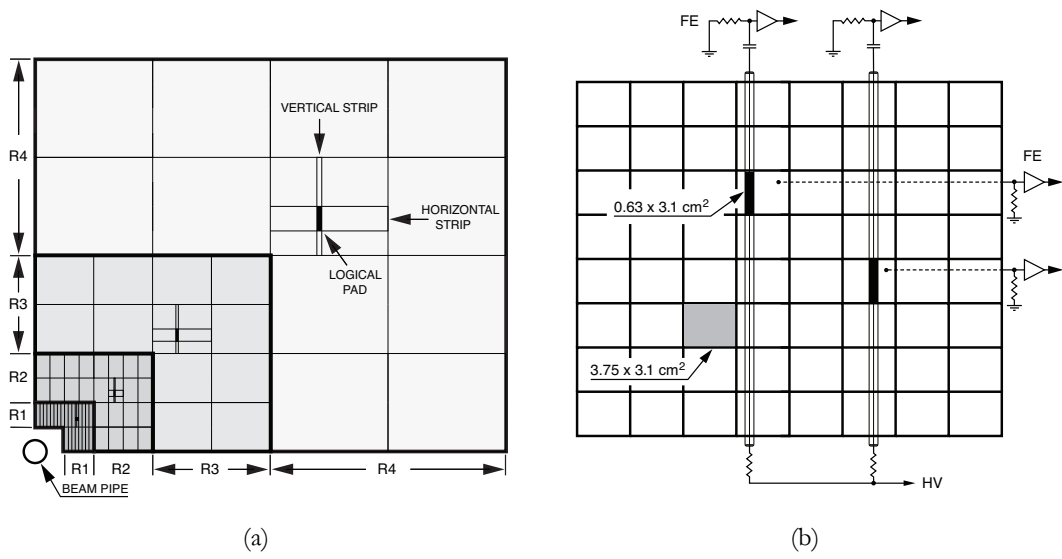 FE
VERTICAL STRIP
R4
FE
0.63 x 3.1 cm²
HORIZONTAL
STRIP
LOGICAL
PAD
R3
R2
3.75 x 3.1 cm²
R1
R1 R2 R3 R4
HV
BEAM PIPE
(a) (b)